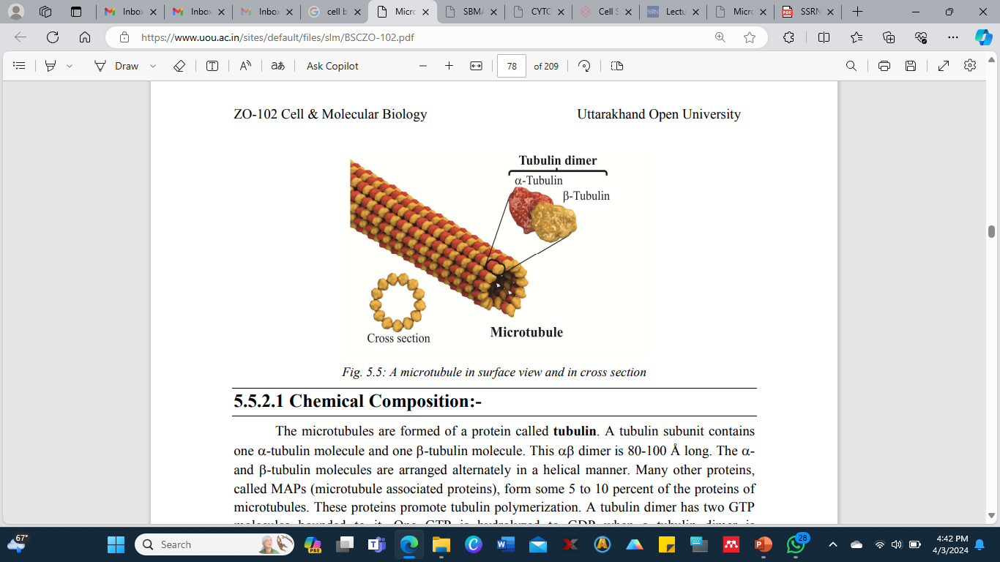 Inbox
Inbox
Inbox
cell b
Micro
SBMA
CYTC
Cell S
Lectu
Micro
SSRN
https://www.uou.ac.in/sites/default/files/slm/BSCZO-102.pdf
Draw
aあ
Ask Copilot
78
of 209
ZO-102 Cell & Molecular Biology
Uttarakhand Open University
Tubulin dimer
α-Tubulin
β-Tubulin
Cross section
Microtubule
Fig. 5.5: A microtubule in surface view and in cross section
5.5.2.1 Chemical Composition:-
The microtubules are formed of a protein called tubulin. A tubulin subunit contains
one α-tubulin molecule and one β-tubulin molecule. This αβ dimer is 80-100 Å long. The α-
and β-tubulin molecules are arranged alternately in a helical manner. Many other proteins,
called MAPs (microtubule associated proteins), form some 5 to 10 percent of the proteins of
microtubules. These proteins promote tubulin polymerization. A tubulin dimer has two GTP
molecules bounded to it. One GTP is hydrolyzed to GDP when a tubulin dimer is
67°
Search
PRE
28
4:42 PM
4/3/2024